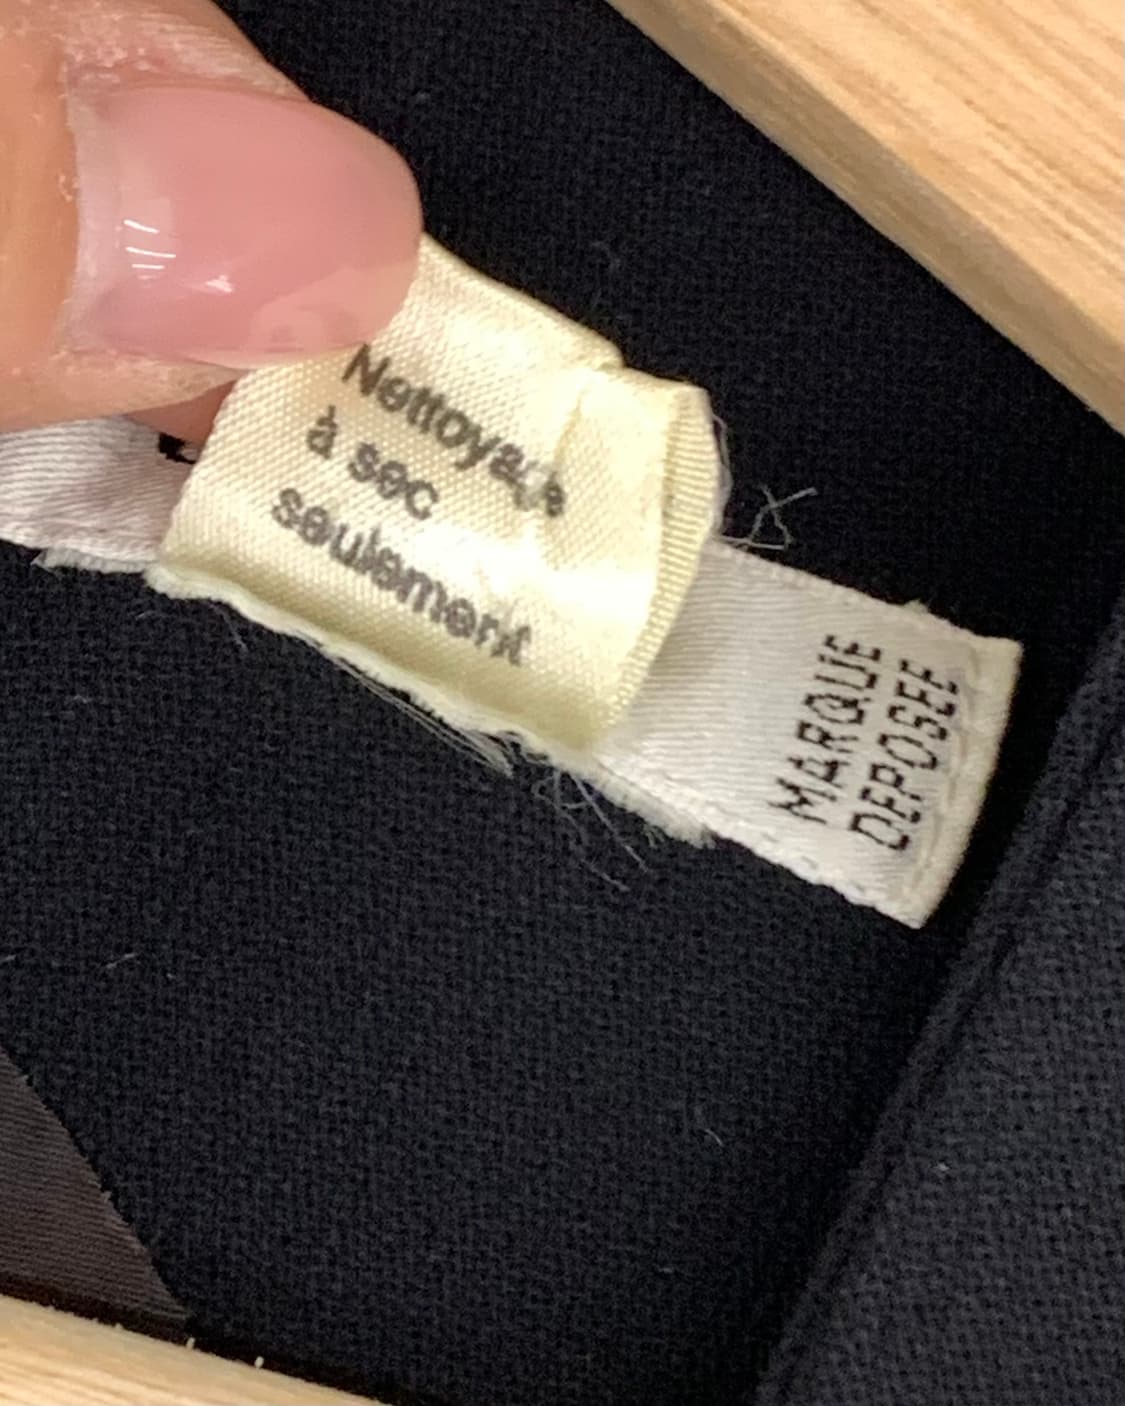 Nettoyage
à sec
seulement
MARQUE
DEPOSEE